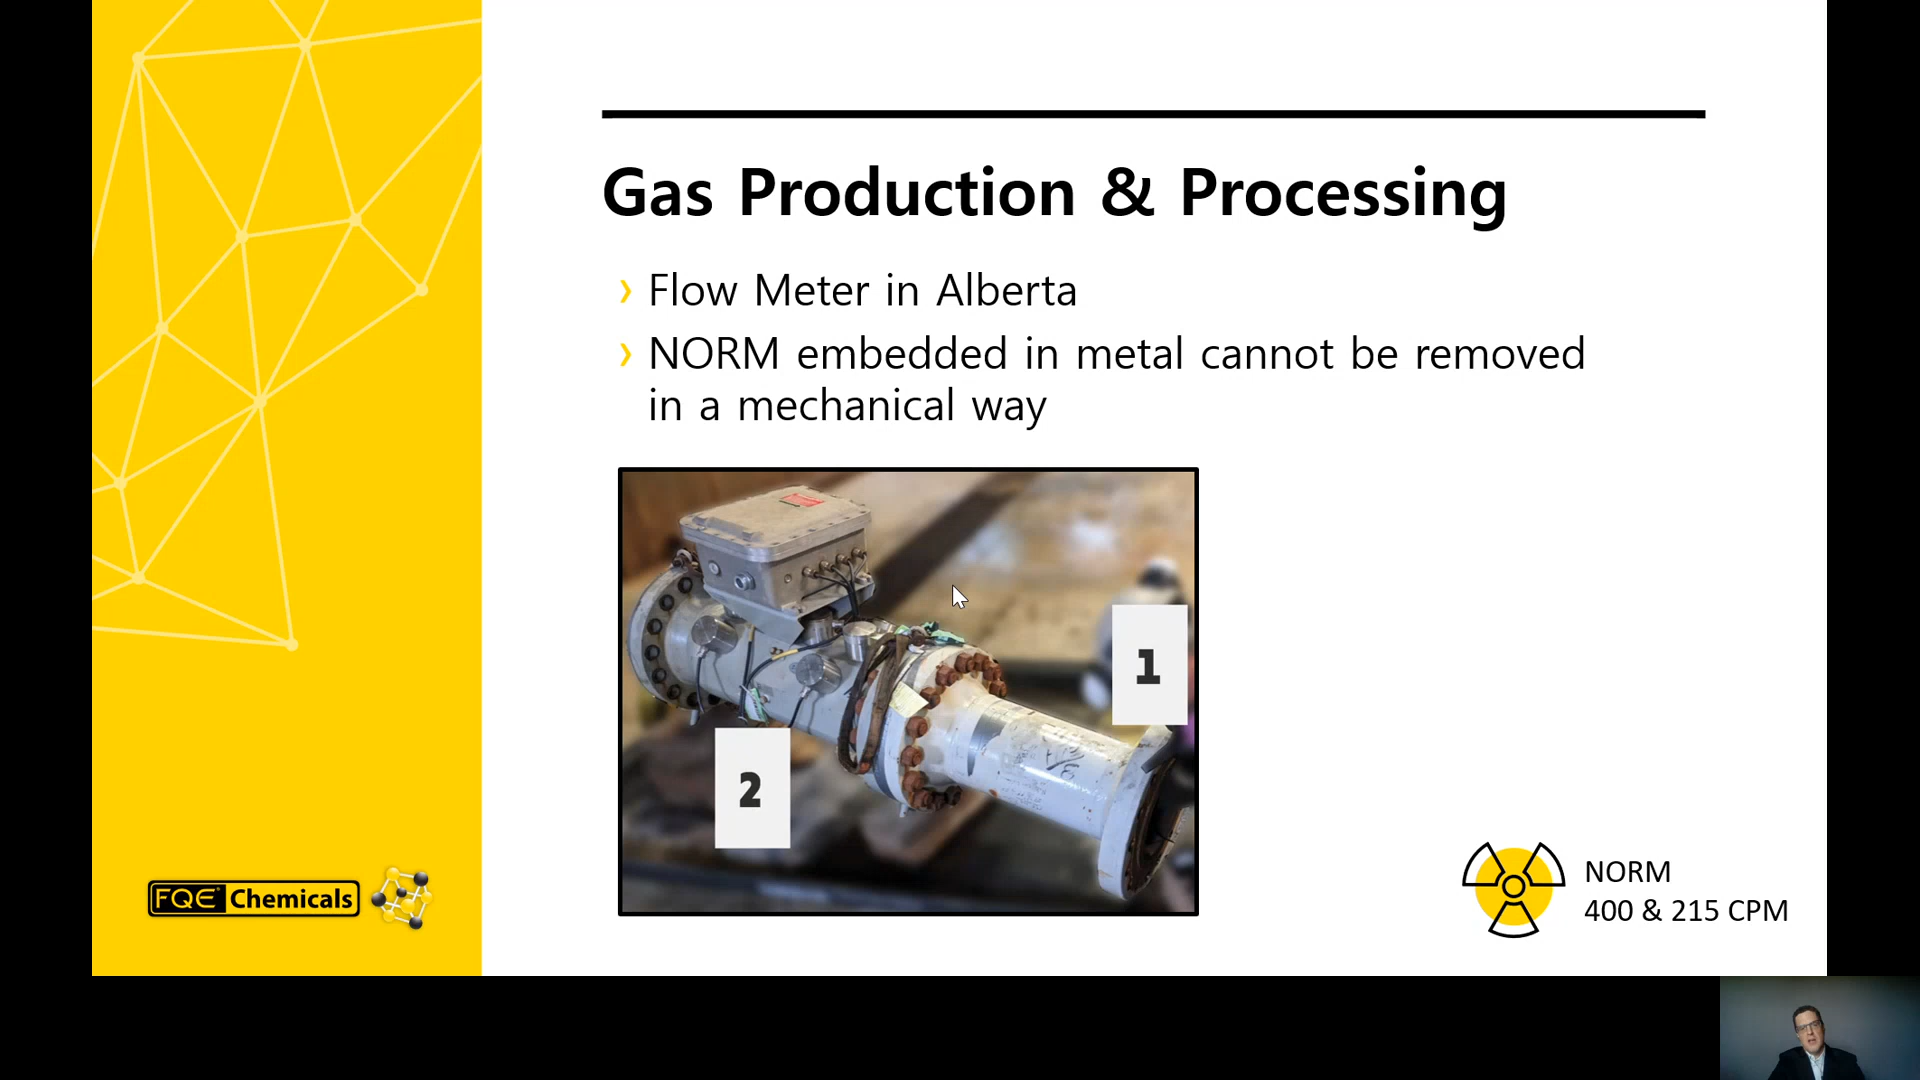 Gas Production & Processing
Flow Meter in Alberta
NORM embedded in metal cannot be removed
in a mechanical way
1
2
FQE Chemicals
NORM
400 & 215 CPM